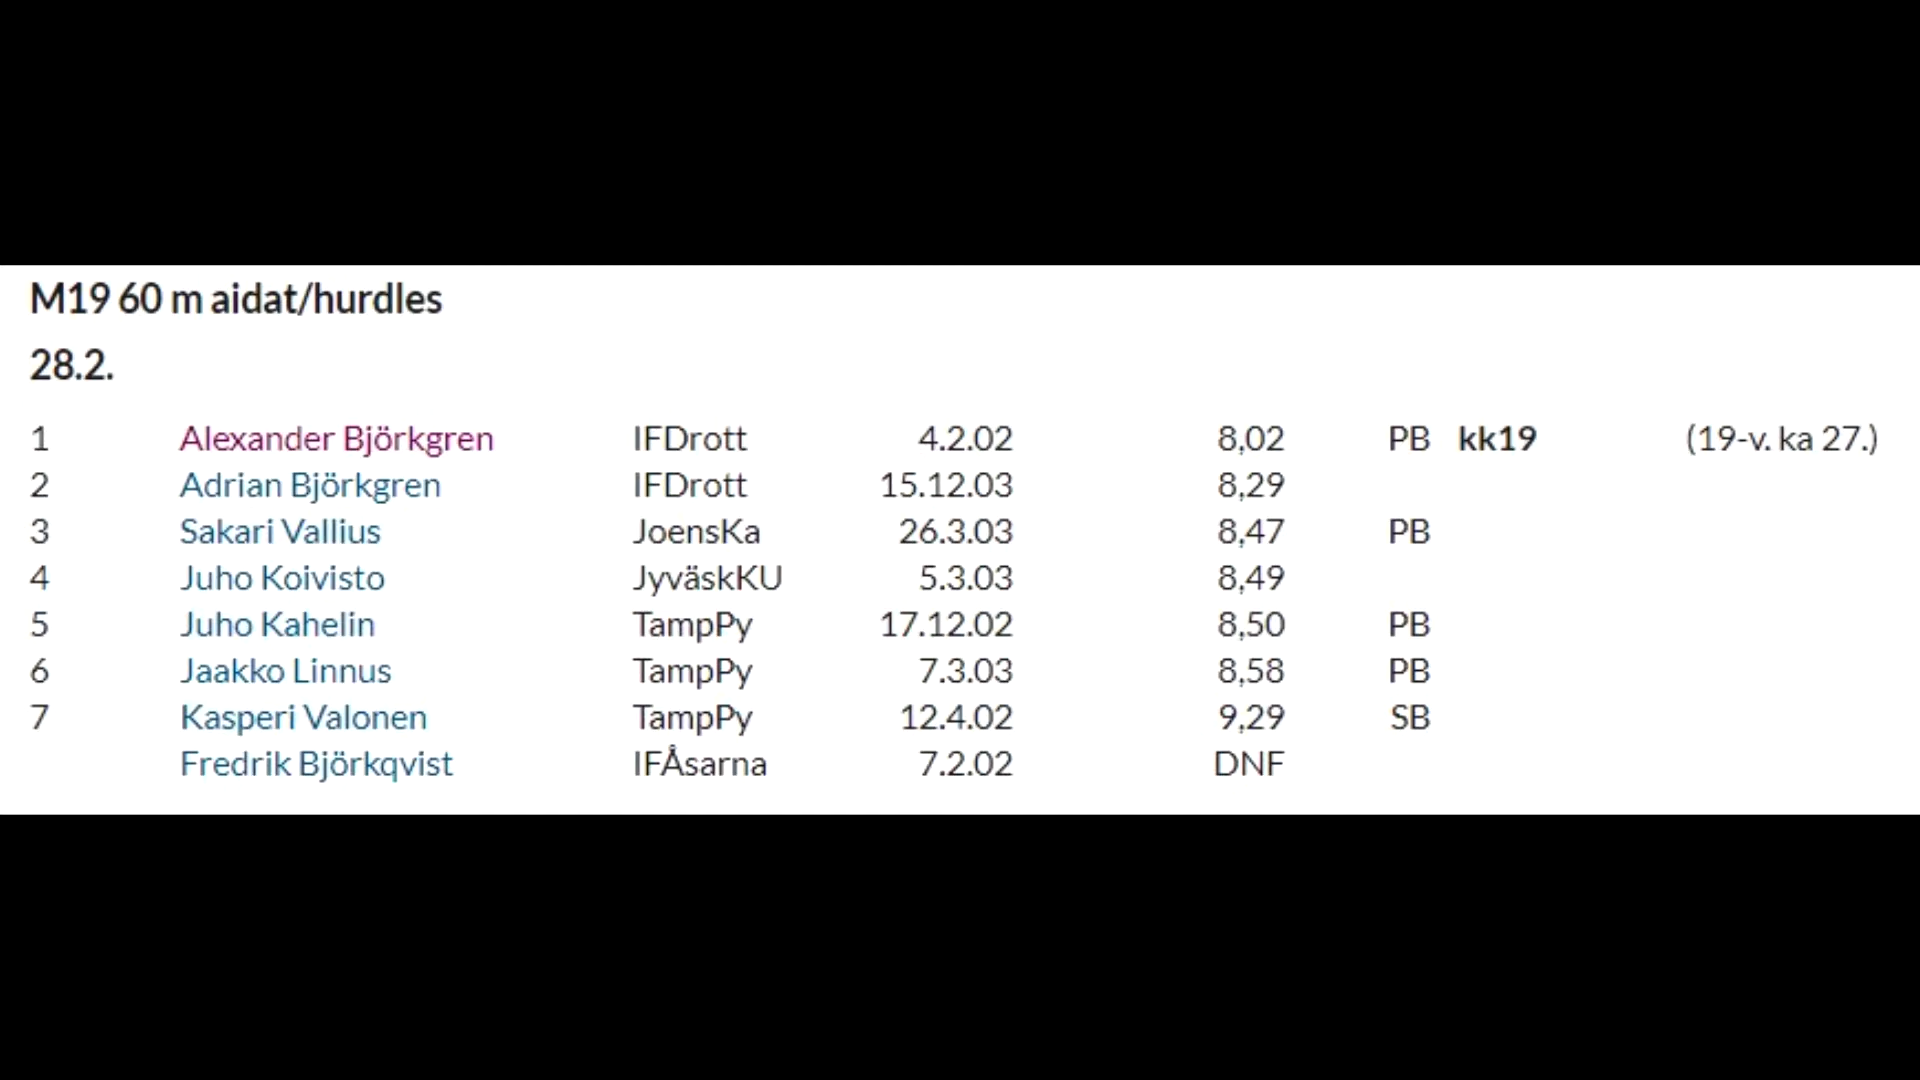 M19 60 m aidat/hurdles
28.2.
1 Alexander Björkgren IFDrott 4.2.02 8,02 PB kk19 (19-v. ka 27.)
2 Adrian Björkgren IFDrott 15.12.03 8,29
3 Sakari Vallius JoensKa 26.3.03 8,47 PB
4 Juho Koivisto JyväskKU 5.3.03 8,49
5 Juho Kahelin TampPy 17.12.02 8,50 PB
6 Jaakko Linnus TampPy 7.3.03 8,58 PB
7 Kasperi Valonen TampPy 12.4.02 9,29 SB
Fredrik Björkqvist IFÅsarna 7.2.02 DNF